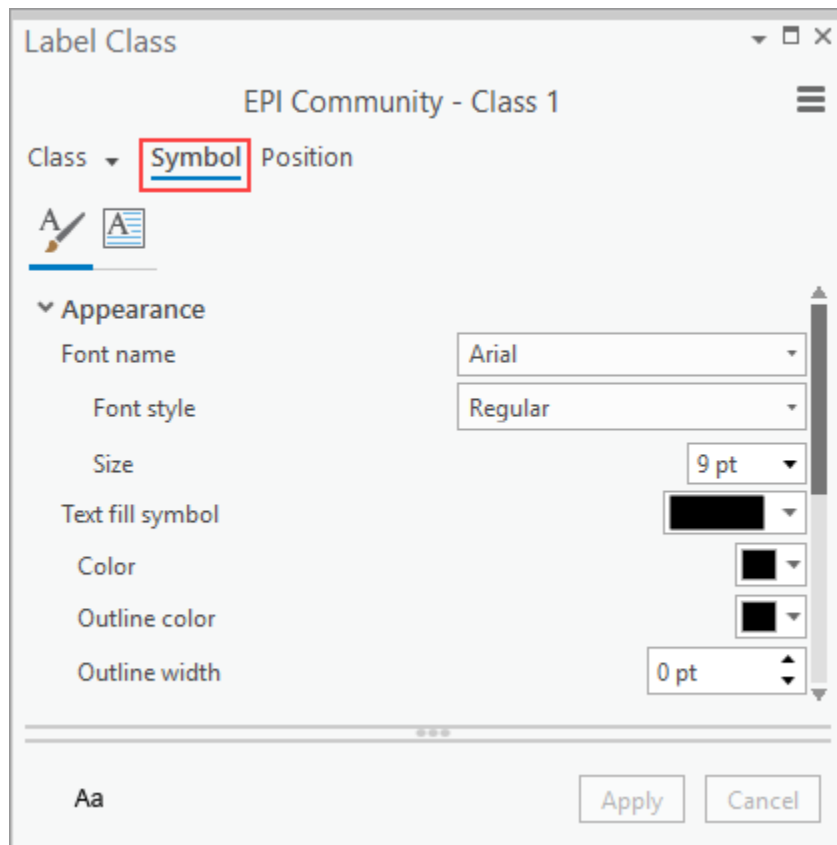 Label Class
EPI Community - Class 1
Class Symbol Position
A A
Appearance
Font name Arial
Font style Regular
Size 9 pt
Text fill symbol
Color
Outline color
Outline width 0 pt
Aa Apply Cancel